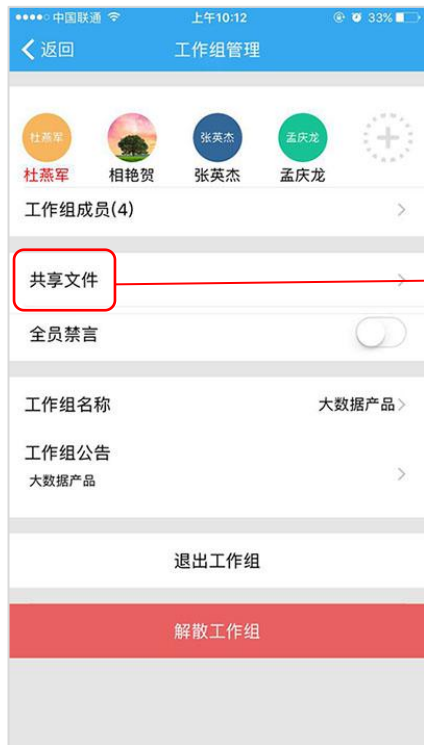 中国联通 上午10:12 33%
返回 工作组管理
杜燕军 张英杰 孟庆龙
杜燕军 相艳贺 张英杰 孟庆龙
工作组成员(4)
共享文件
全员禁言
工作组名称 大数据产品
工作组公告
大数据产品
退出工作组
解散工作组